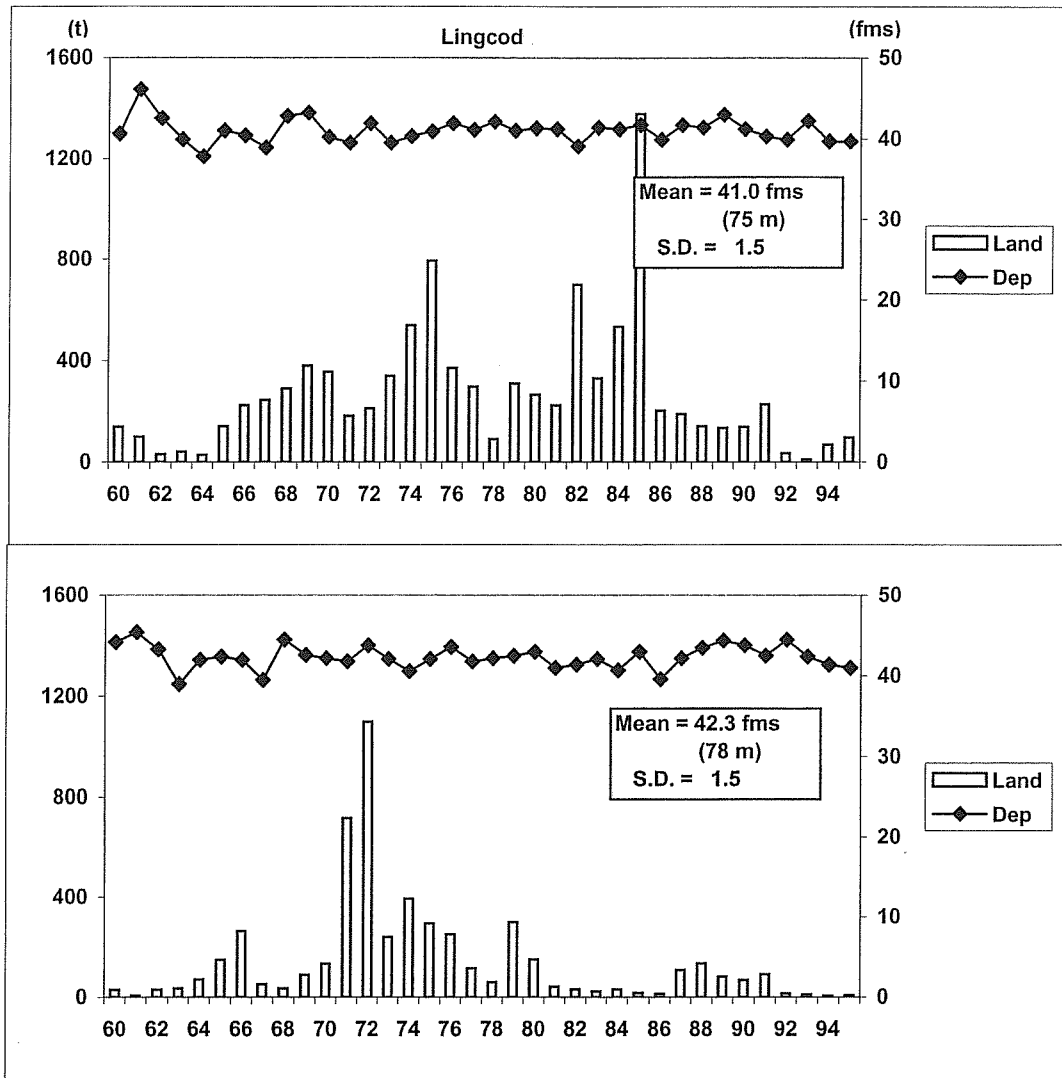 (t) Lingcod (fms)
1600 50
1200 40
30
800 20
400 10
0 0
60 62 64 66 68 70 72 74 76 78 80 82 84 86 88 90 92 94
Mean = 41.0 fms
(75 m)
S.D. = 1.5
Land
Dep
1600 50
1200 40
30
800 20
400 10
0 0
60 62 64 66 68 70 72 74 76 78 80 82 84 86 88 90 92 94
Mean = 42.3 fms
(78 m)
S.D. = 1.5
Land
Dep